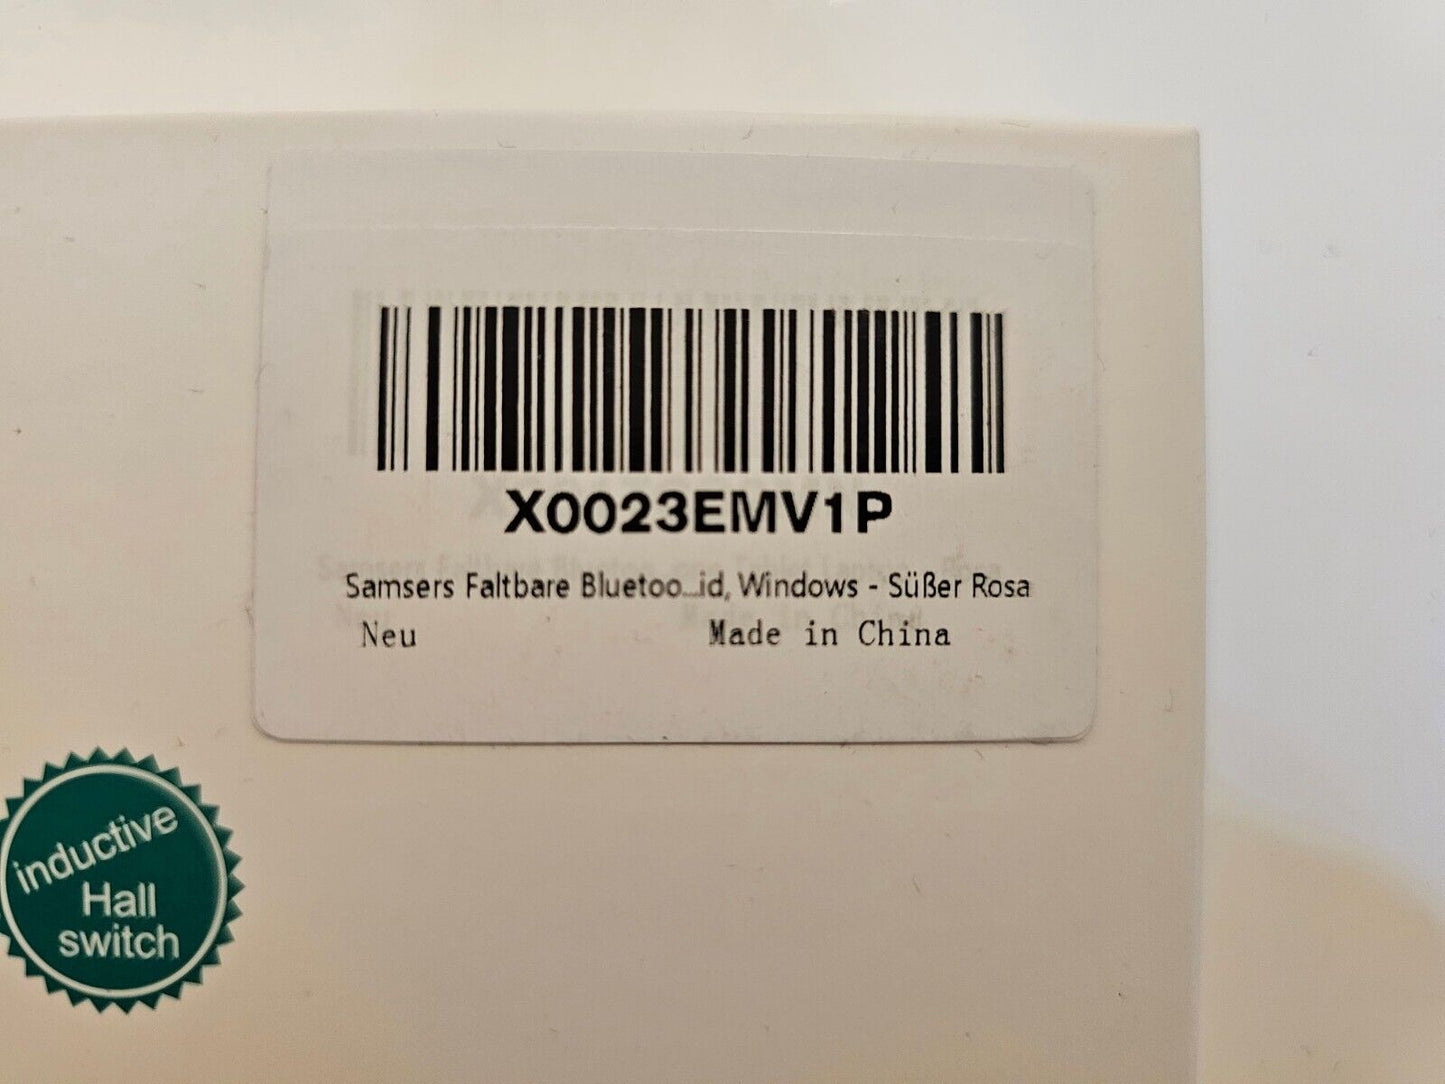 X0023EMV1P
Samsers Faltbare Bluetoo...id, Windows - Süßer Rosa
Neu Made in China
inductive
Hall
switch